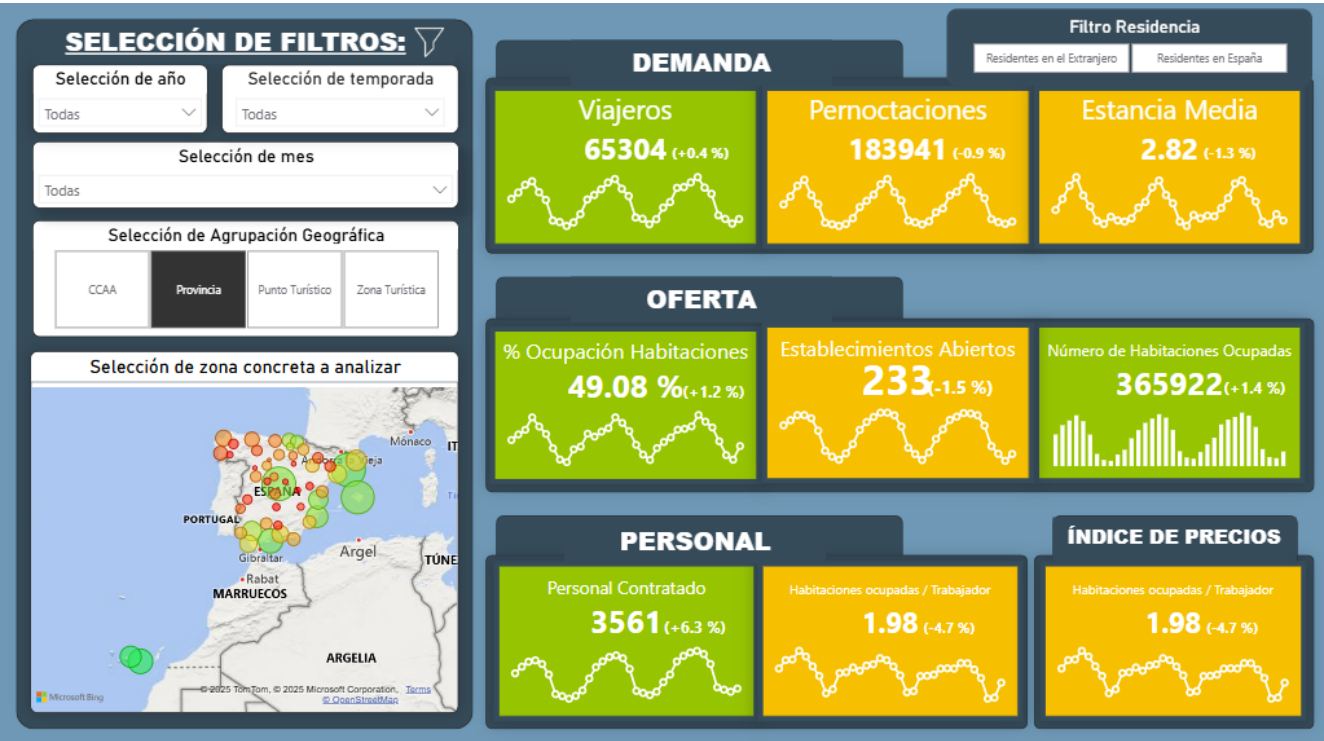 SELECCIÓN DE FILTROS:
Selección de año
Todas
Selección de temporada
Todas
Selección de mes
Todas
Selección de Agrupación Geográfica
CCAA
Provincia
Punto Turístico
Zona Turística
Selección de zona concreta a analizar
Mónaco
IT
Andorra la Vieja
ESPAÑA
PORTUGAL
Gibraltar
Argel
TÚNE
Rabat
MARRUECOS
ARGELIA
Microsoft Bing
© 2025 TomTom, © 2025 Microsoft Corporation, Terms
© OpenStreetMap
Filtro Residencia
Residentes en el Extranjero
Residentes en España
DEMANDA
Viajeros
65304 (+0.4 %)
Pernoctaciones
183941 (-0.9 %)
Estancia Media
2.82 (-1.3 %)
OFERTA
% Ocupación Habitaciones
49.08 %(+1.2 %)
Establecimientos Abiertos
233(-1.5 %)
Número de Habitaciones Ocupadas
365922(+1.4 %)
PERSONAL
Personal Contratado
3561 (+6.3 %)
Habitaciones ocupadas / Trabajador
1.98 (-4.7 %)
ÍNDICE DE PRECIOS
Habitaciones ocupadas / Trabajador
1.98 (-4.7 %)